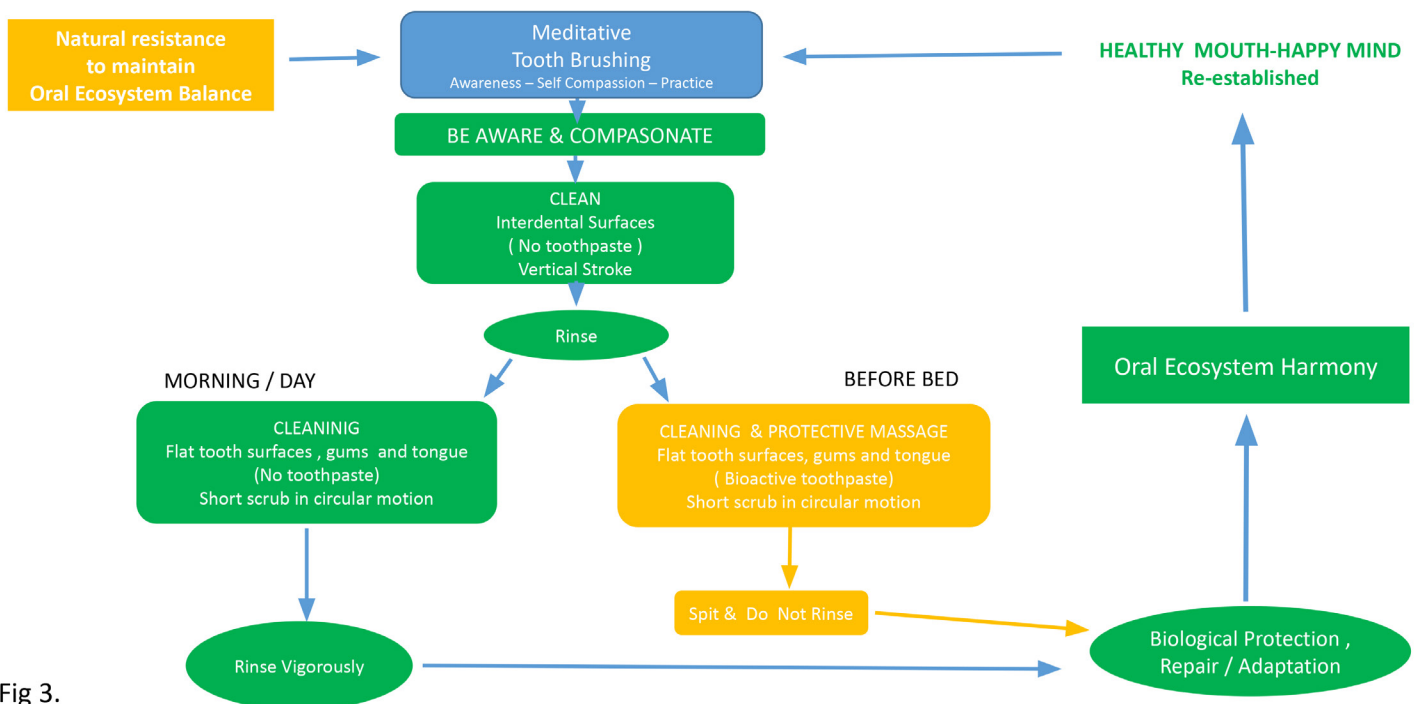 Natural resistance
to maintain
Oral Ecosystem Balance
Meditative
Tooth Brushing
Awareness – Self Compassion – Practice
HEALTHY MOUTH-HAPPY MIND
Re-established
BE AWARE & COMPASONATE
CLEAN
Interdental Surfaces
( No toothpaste )
Vertical Stroke
Rinse
MORNING / DAY
BEFORE BED
CLEANINIG
Flat tooth surfaces , gums and tongue
(No toothpaste)
Short scrub in circular motion
CLEANING & PROTECTIVE MASSAGE
Flat tooth surfaces, gums and tongue
( Bioactive toothpaste)
Short scrub in circular motion
Oral Ecosystem Harmony
Spit & Do Not Rinse
Rinse Vigorously
Biological Protection ,
Repair / Adaptation
Fig 3.